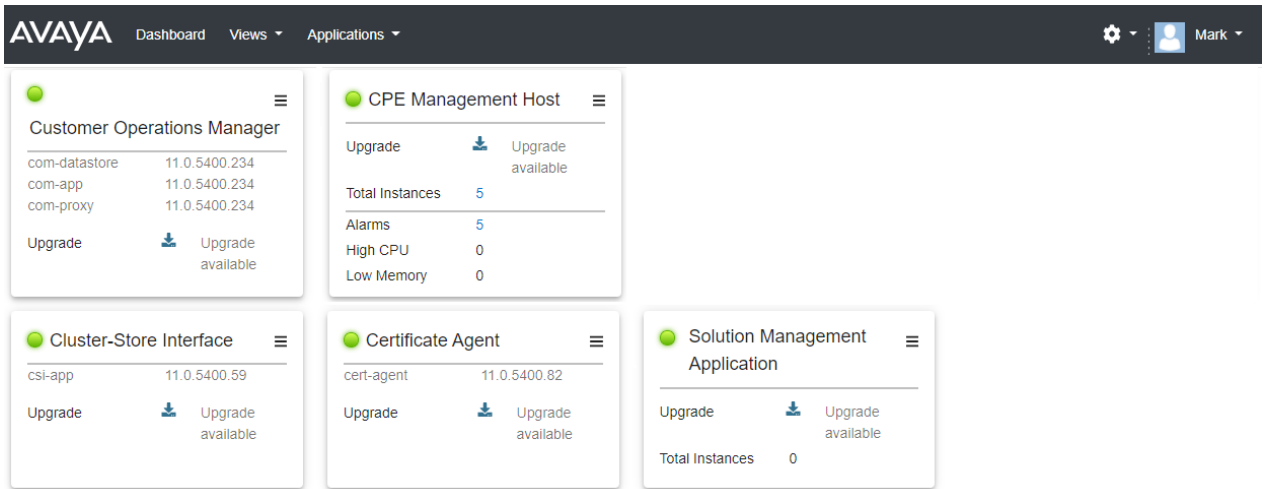 AVAYA Dashboard Views Applications Mark
Customer Operations Manager
com-datastore 11.0.5400.234
com-app 11.0.5400.234
com-proxy 11.0.5400.234
Upgrade Upgrade
available
CPE Management Host
Upgrade Upgrade
available
Total Instances 5
Alarms 5
High CPU 0
Low Memory 0
Cluster-Store Interface
csi-app 11.0.5400.59
Upgrade Upgrade
available
Certificate Agent
cert-agent 11.0.5400.82
Upgrade Upgrade
available
Solution Management
Application
Upgrade Upgrade
available
Total Instances 0